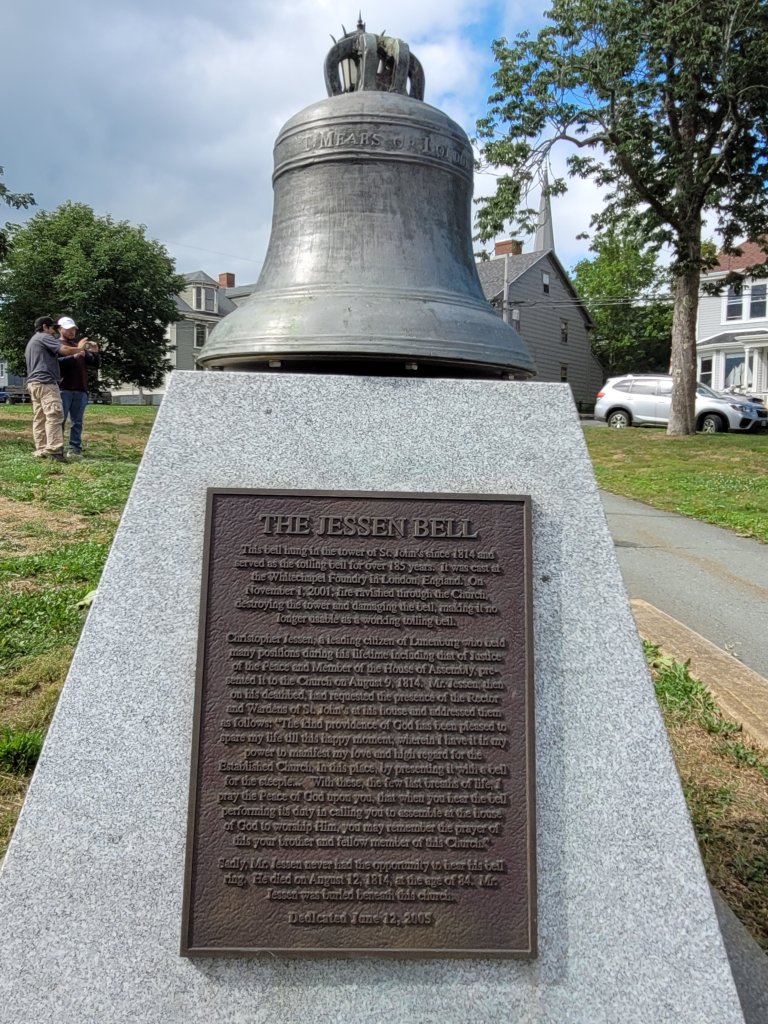 T. MEARS OF LONDO
THE JESSEN BELL
This bell hung in the tower of St. John's since 1814 and
served as the tolling bell for over 185 years. It was cast at
the Whitechapel Foundry in London, England. On
November 1, 2001, fire ravished through the Church,
destroying the tower and damaging the bell, making it no
longer usable as a working tolling bell.
Christopher Jessen, a leading citizen of Lunenburg who held
many positions during his lifetime including that of Justice
of the Peace and Member of the House of Assembly, pre-
sented it to the Church on August 9, 1814. Mr. Jessen, then
on his deathbed, had requested the presence of the Rector
and Wardens of St. John's at his house and addressed them
as follows: "The kind providence of God has been pleased to
spare my life till this happy moment, wherein I have it in my
power to manifest my love and high regard for the
Established Church, in this place, by presenting it with a bell
for the steeple... With these, the few last breaths of life, I
pray the Peace of God upon you, that when you hear the bell
performing its duty in calling you to assemble at the house
of God to worship Him, you may remember the prayer of
this your brother and fellow member of this Church."
Sadly, Mr. Jessen never had the opportunity to hear his bell
ring. He died on August 12, 1814, at the age of 84. Mr.
Jessen was buried beneath this church.
Dedicated June 12, 2005